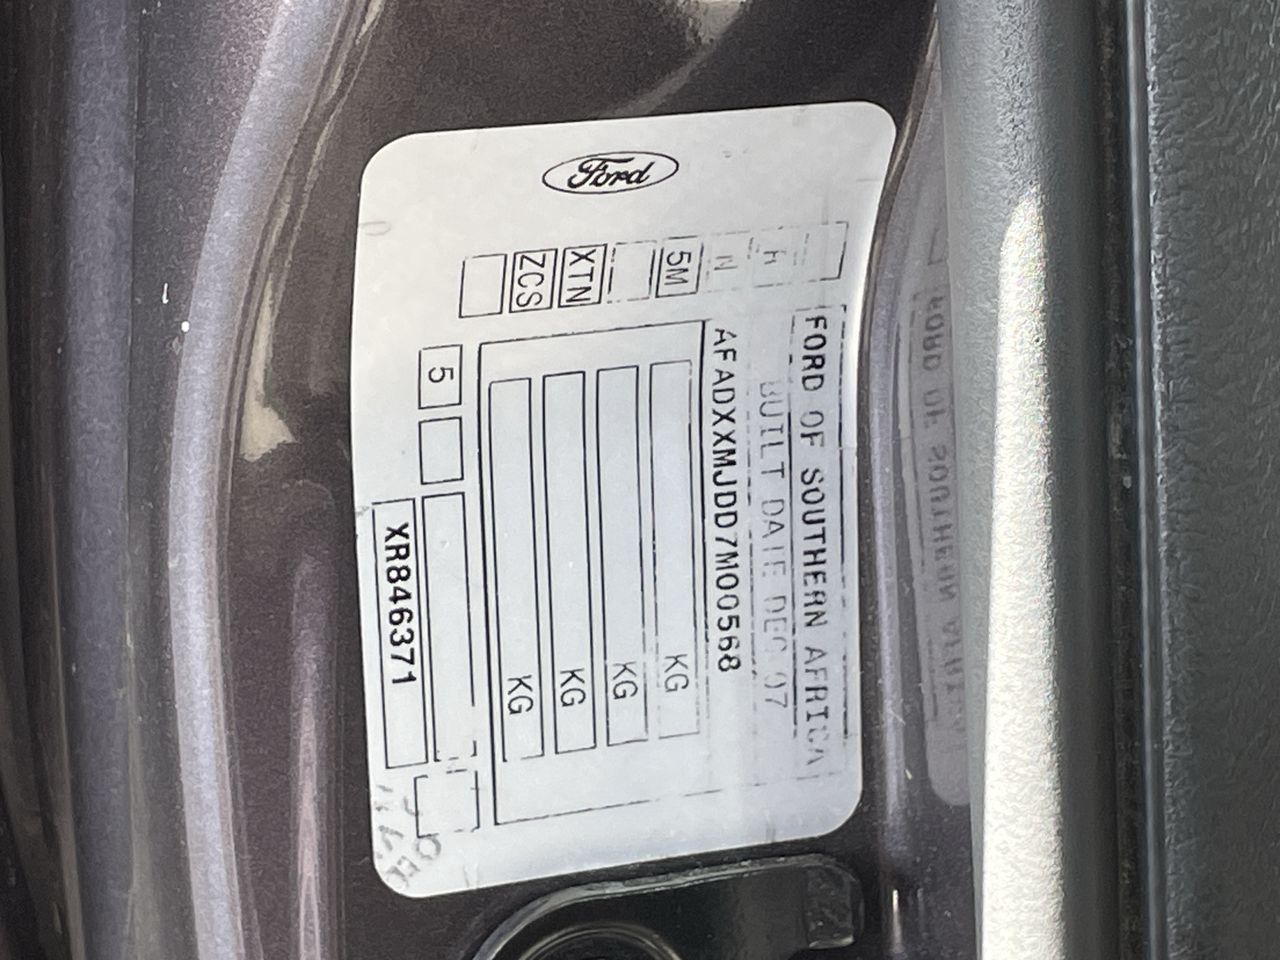 Ford
FORD OF SOUTHERN AFRICA
BUILT DATE DEC 07
AFADXXMJDD7M00568
N
5M
XTN
ZCS
KG
KG
KG
KG
5
XR846371